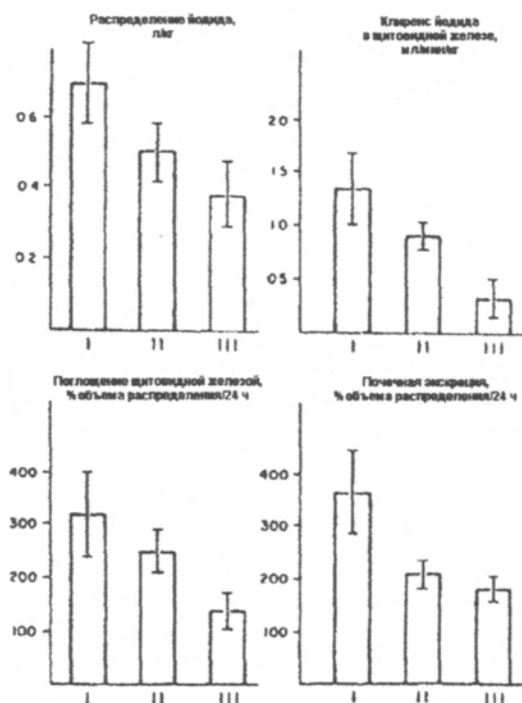 Распределение йодида,
л/кг
0.6
0.4
0.2
I II III
Клиренс йодида
в щитовидной железе,
мл/мин/кг
2.0
1.5
1.0
0.5
I II III
Поглощение щитовидной железой,
% объема распределения/24 ч
400
300
200
100
I II III
Почечная экскреция,
% объема распределения/24 ч
400
300
200
100
I II III